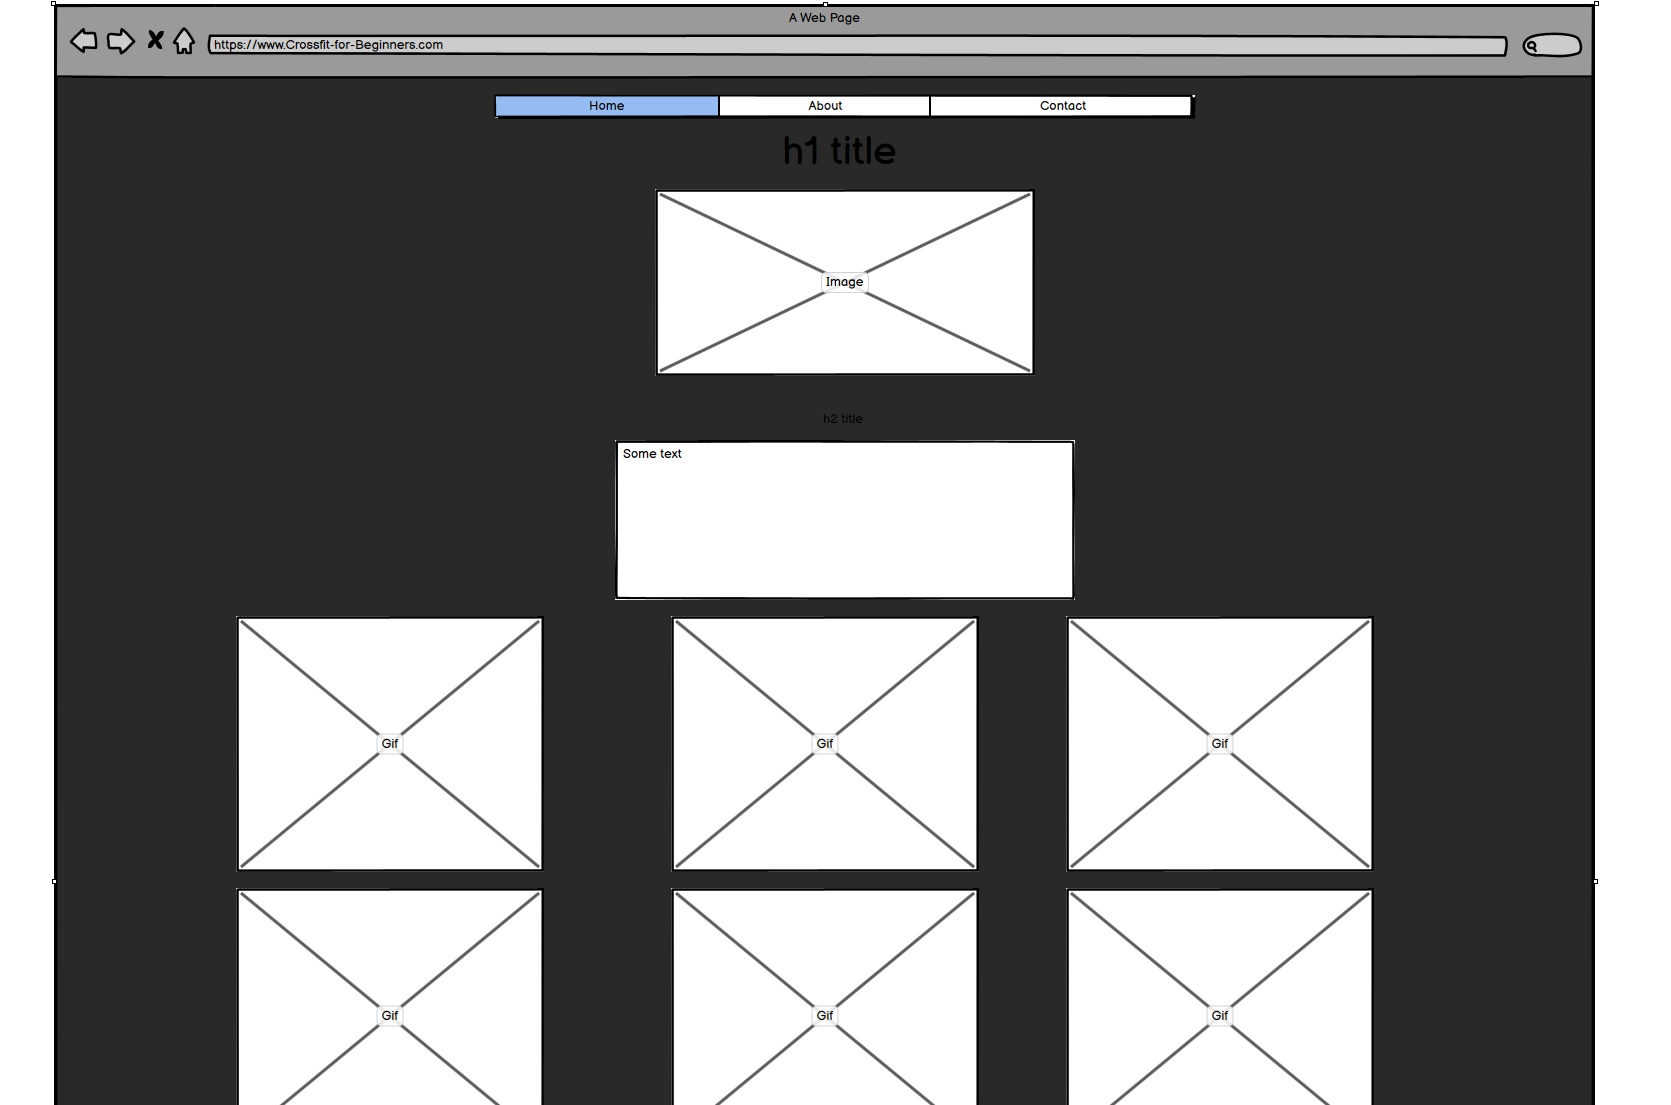 A Web Page
https://www.Crossfit-for-Beginners.com
Home About Contact
h1 title
Image
h2 title
Some text
Gif Gif Gif
Gif Gif Gif